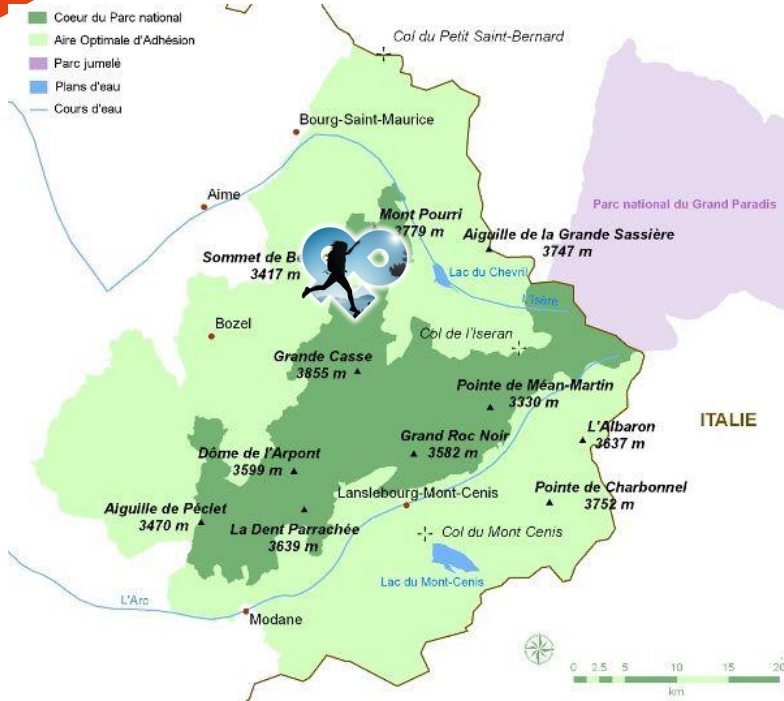 Coeur du Parc national
Aire Optimale d'Adhésion
Parc jumelé
Plans d'eau
Cours d'eau
Col du Petit Saint-Bernard
Bourg-Saint-Maurice
Aime
Parc national du Grand Paradis
Mont Pourri
3779 m
Aiguille de la Grande Sassière
3747 m
Sommet de
3417 m
Lac du Chevril
L'Isère
Bozel
Col de l'Iseran
Grande Casse
3855 m
Pointe de Méan-Martin
3330 m
ITALIE
L'Albaron
3637 m
Grand Roc Noir
3582 m
Dôme de l'Arpont
3599 m
Lanslebourg-Mont-Cenis
Pointe de Charbonnel
3752 m
Aiguille de Péclet
3470 m
La Dent Parrachée
3639 m
Col du Mont Cenis
Lac du Mont-Cenis
L'Arc
Modane
0 2.5 5 10 15 20
km